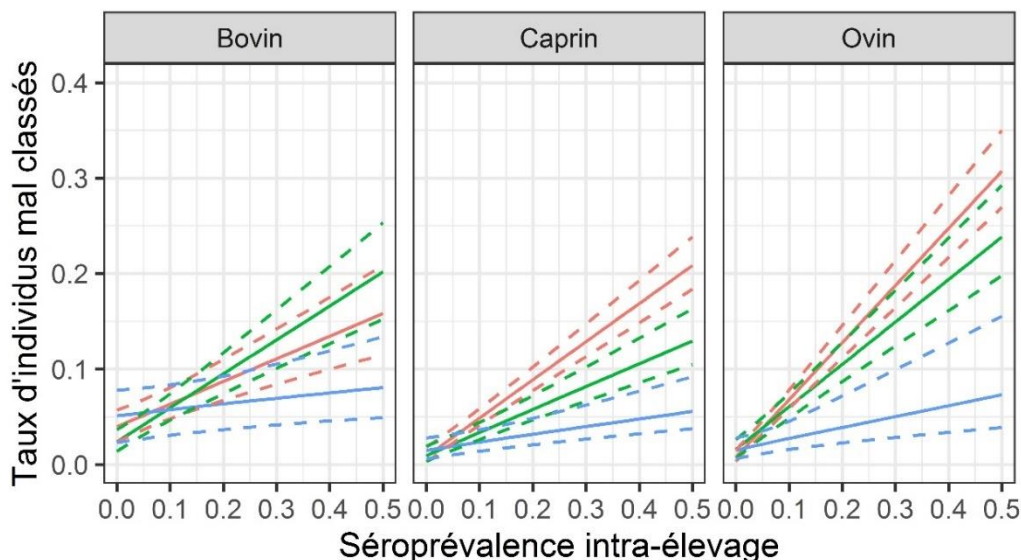 Bovin
Caprin
Ovin
Taux d'individus mal classés
0.4
0.3
0.2
0.1
0.0
0.0 0.1 0.2 0.3 0.4 0.5
0.0 0.1 0.2 0.3 0.4 0.5
0.0 0.1 0.2 0.3 0.4 0.5
Séroprévalence intra-élevage